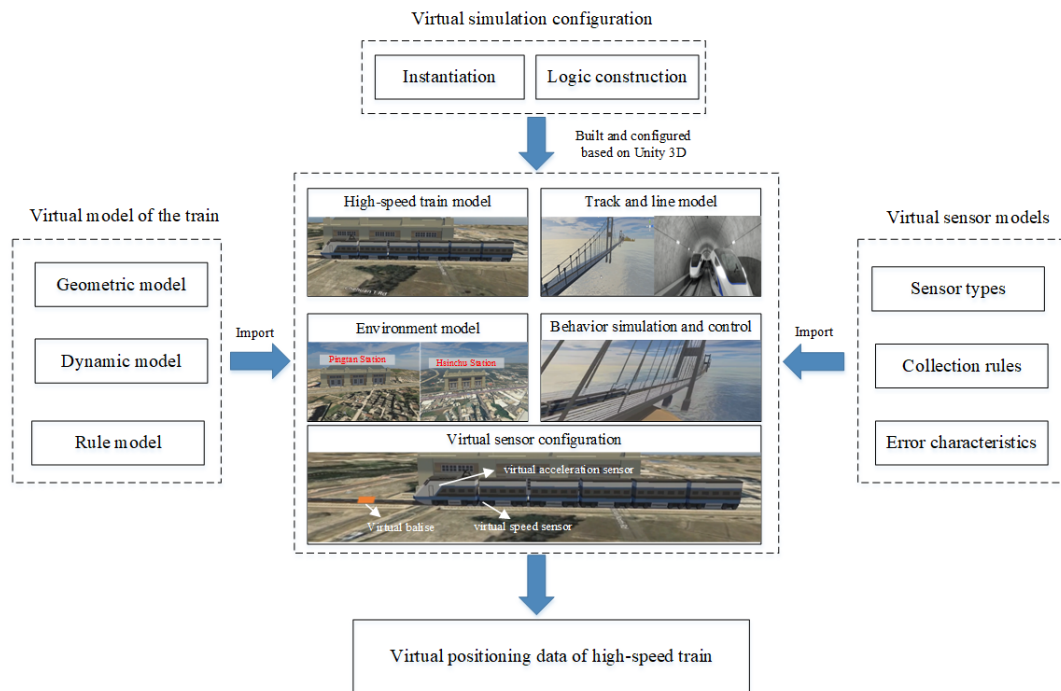 Virtual simulation configuration
Instantiation
Logic construction
Built and configured
based on Unity 3D
Virtual model of the train
Geometric model
Dynamic model
Rule model
Import
High-speed train model
Track and line model
Environment model
Pingtan Station
Hsinchu Station
Behavior simulation and control
Virtual sensor configuration
virtual acceleration sensor
Virtual balise
virtual speed sensor
Import
Virtual sensor models
Sensor types
Collection rules
Error characteristics
Virtual positioning data of high-speed train